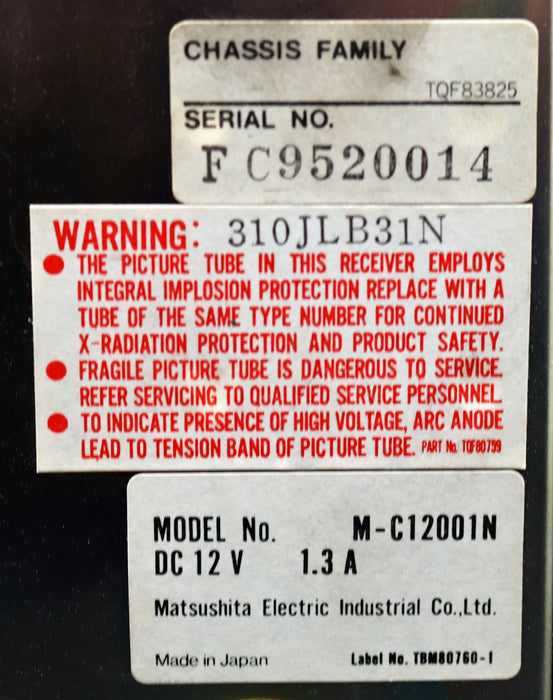 CHASSIS FAMILY
TQF83825
SERIAL NO.
F C9520014
WARNING: 310JLB31N
● THE PICTURE TUBE IN THIS RECEIVER EMPLOYS
INTEGRAL IMPLOSION PROTECTION REPLACE WITH A
TUBE OF THE SAME TYPE NUMBER FOR CONTINUED
X-RADIATION PROTECTION AND PRODUCT SAFETY.
● FRAGILE PICTURE TUBE IS DANGEROUS TO SERVICE.
REFER SERVICING TO QUALIFIED SERVICE PERSONNEL.
● TO INDICATE PRESENCE OF HIGH VOLTAGE, ARC ANODE
LEAD TO TENSION BAND OF PICTURE TUBE. PART No. TQF80759
MODEL No. M-C12001N
DC 12 V 1.3 A
Matsushita Electric Industrial Co.,Ltd.
Made in Japan Label No. TBM80760-1